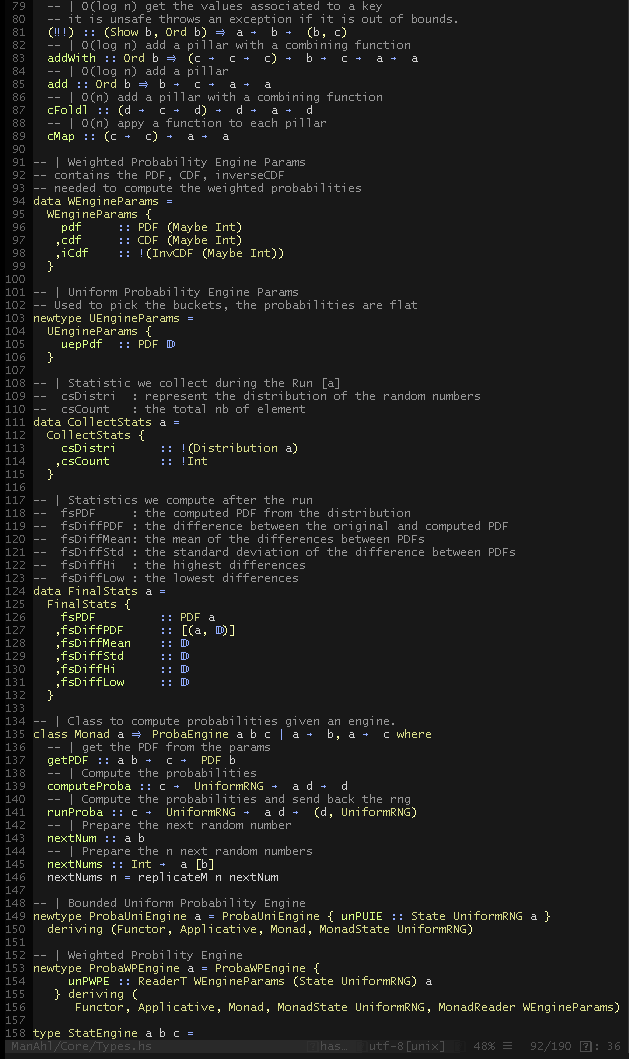 79   -- | O(log n) get the values associated to a key
80   -- it is unsafe throws an exception if it is out of bounds.
81   (!!) :: (Show b, Ord b) ⇒ a → b → (b, c)
82   -- | O(log n) add a pillar with a combining function
83   addWith :: Ord b ⇒ (c → c → c) → b → c → a → a
84   -- | O(log n) add a pillar
85   add :: Ord b ⇒ b → c → a → a
86   -- | O(n) add a pillar with a combining function
87   cFoldl :: (d → c → d) → d → a → d
88   -- | O(n) appy a function to each pillar
89   cMap :: (c → c) → a → a
90
91 -- | Weighted Probability Engine Params
92 -- contains the PDF, CDF, inverseCDF
93 -- needed to compute the weighted probabilities
94 data WEngineParams =
95   WEngineParams {
96     pdf     :: PDF (Maybe Int)
97    ,cdf     :: CDF (Maybe Int)
98    ,iCdf    :: !(InvCDF (Maybe Int))
99   }
100
101 -- | Uniform Probability Engine Params
102 -- Used to pick the buckets, the probabilities are flat
103 newtype UEngineParams =
104   UEngineParams {
105     uepPdf  :: PDF 𝔻
106   }
107
108 -- | Statistic we collect during the Run [a]
109 --  csDistri  : represent the distribution of the random numbers
110 --  csCount   : the total nb of element
111 data CollectStats a =
112   CollectStats {
113     csDistri      :: !(Distribution a)
114    ,csCount       :: !Int
115   }
116
117 -- | Statistics we compute after the run
118 --  fsPDF     : the computed PDF from the distribution
119 --  fsDiffPDF : the difference between the original and computed PDF
120 --  fsDiffMean: the mean of the differences between PDFs
121 --  fsDiffStd : the standard deviation of the difference between PDFs
122 --  fsDiffHi  : the highest differences
123 --  fsDiffLow : the lowest differences
124 data FinalStats a =
125   FinalStats {
126     fsPDF         :: PDF a
127    ,fsDiffPDF     :: [(a, 𝔻)]
128    ,fsDiffMean    :: 𝔻
129    ,fsDiffStd     :: 𝔻
130    ,fsDiffHi      :: 𝔻
131    ,fsDiffLow     :: 𝔻
132   }
133
134 -- | Class to compute probabilities given an engine.
135 class Monad a ⇒ ProbaEngine a b c | a → b, a → c where
136   -- | get the PDF from the params
137   getPDF :: a b → c → PDF b
138   -- | Compute the probabilities
139   computeProba :: c → UniformRNG → a d → d
140   -- | Compute the probabilities and send back the rng
141   runProba :: c → UniformRNG → a d → (d, UniformRNG)
142   -- | Prepare the next random number
143   nextNum :: a b
144   -- | Prepare the n next random numbers
145   nextNums :: Int → a [b]
146   nextNums n = replicateM n nextNum
147
148 -- | Bounded Uniform Probability Engine
149 newtype ProbaUniEngine a = ProbaUniEngine { unPUIE :: State UniformRNG a }
150   deriving (Functor, Applicative, Monad, MonadState UniformRNG)
151
152 -- | Weighted Probility Engine
153 newtype ProbaWPEngine a = ProbaWPEngine {
154     unPWPE :: ReaderT WEngineParams (State UniformRNG) a
155   } deriving (
156      Functor, Applicative, Monad, MonadState UniformRNG, MonadReader WEngineParams)
157
158 type StatEngine a b c =
ManAhl/Core/Types.hs has… utf-8[unix] 48% ☰ 92/190 : 36